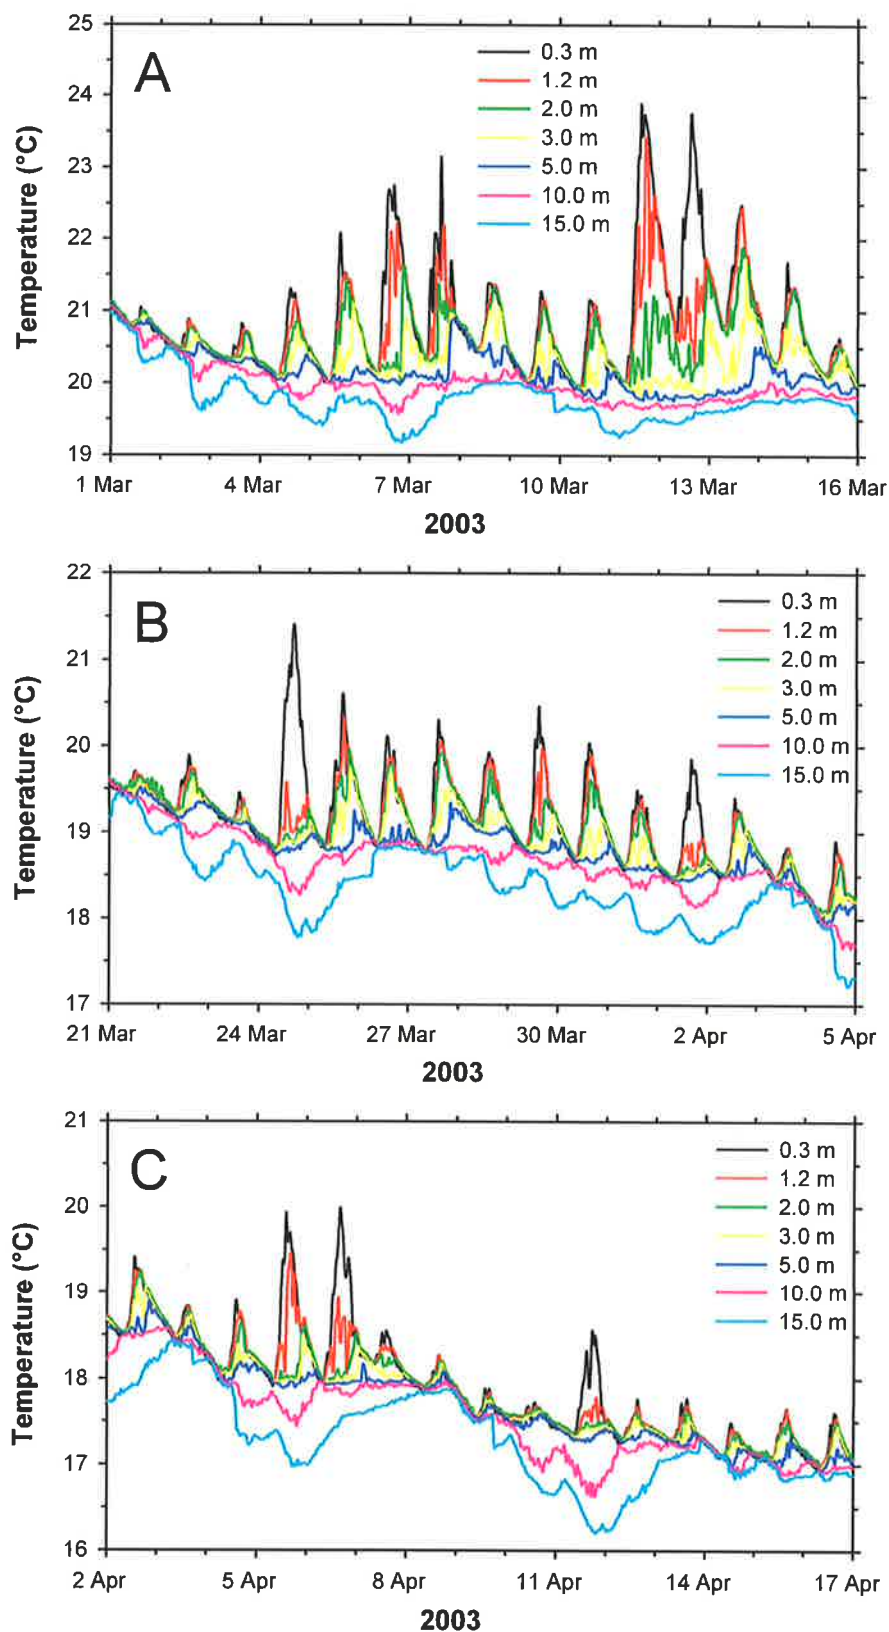 A
Temperature (°C)
25
24
23
22
21
20
19
0.3 m
1.2 m
2.0 m
3.0 m
5.0 m
10.0 m
15.0 m
1 Mar 4 Mar 7 Mar 10 Mar 13 Mar 16 Mar
2003
B
Temperature (°C)
22
21
20
19
18
17
0.3 m
1.2 m
2.0 m
3.0 m
5.0 m
10.0 m
15.0 m
21 Mar 24 Mar 27 Mar 30 Mar 2 Apr 5 Apr
2003
C
Temperature (°C)
21
20
19
18
17
16
0.3 m
1.2 m
2.0 m
3.0 m
5.0 m
10.0 m
15.0 m
2 Apr 5 Apr 8 Apr 11 Apr 14 Apr 17 Apr
2003